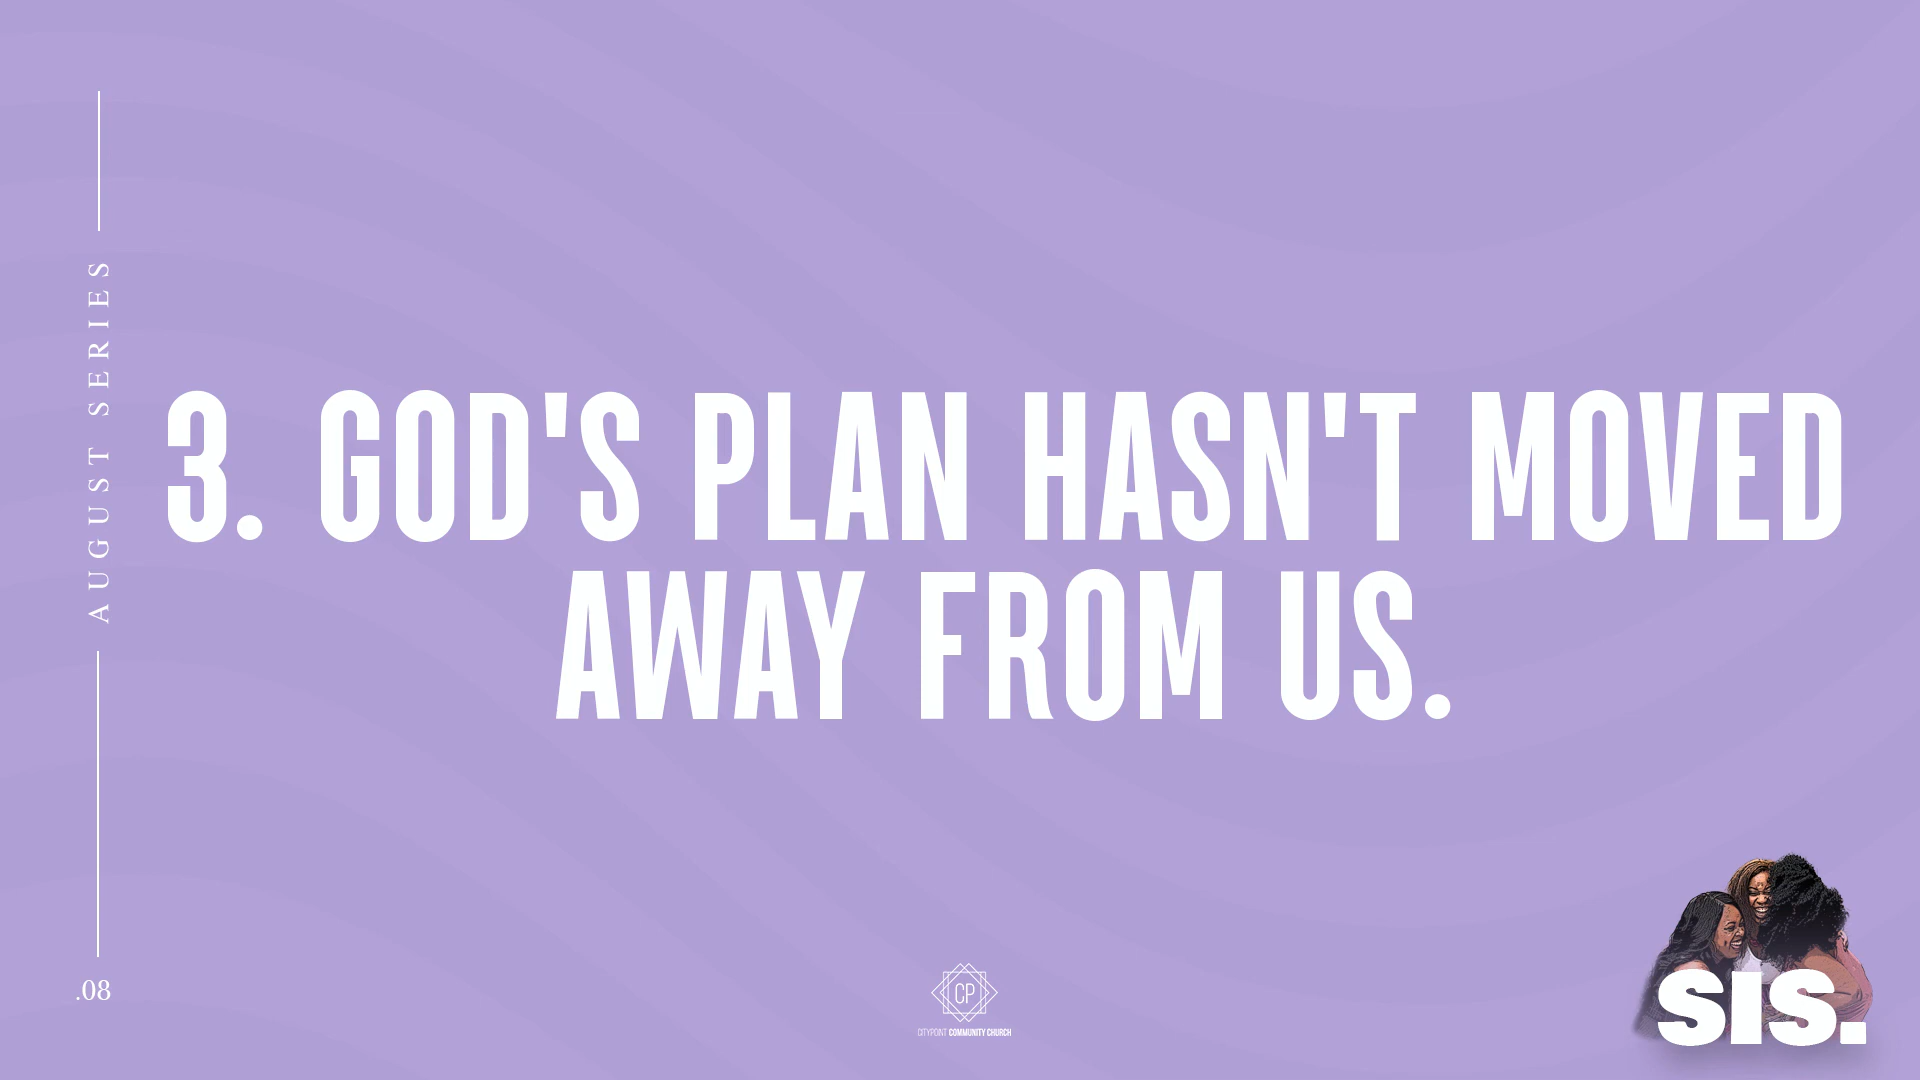 AUGUST SERIES
3. GOD'S PLAN HASN'T MOVED
AWAY FROM US.
.08
CP
CITYPOINT COMMUNITY CHURCH
SIS.